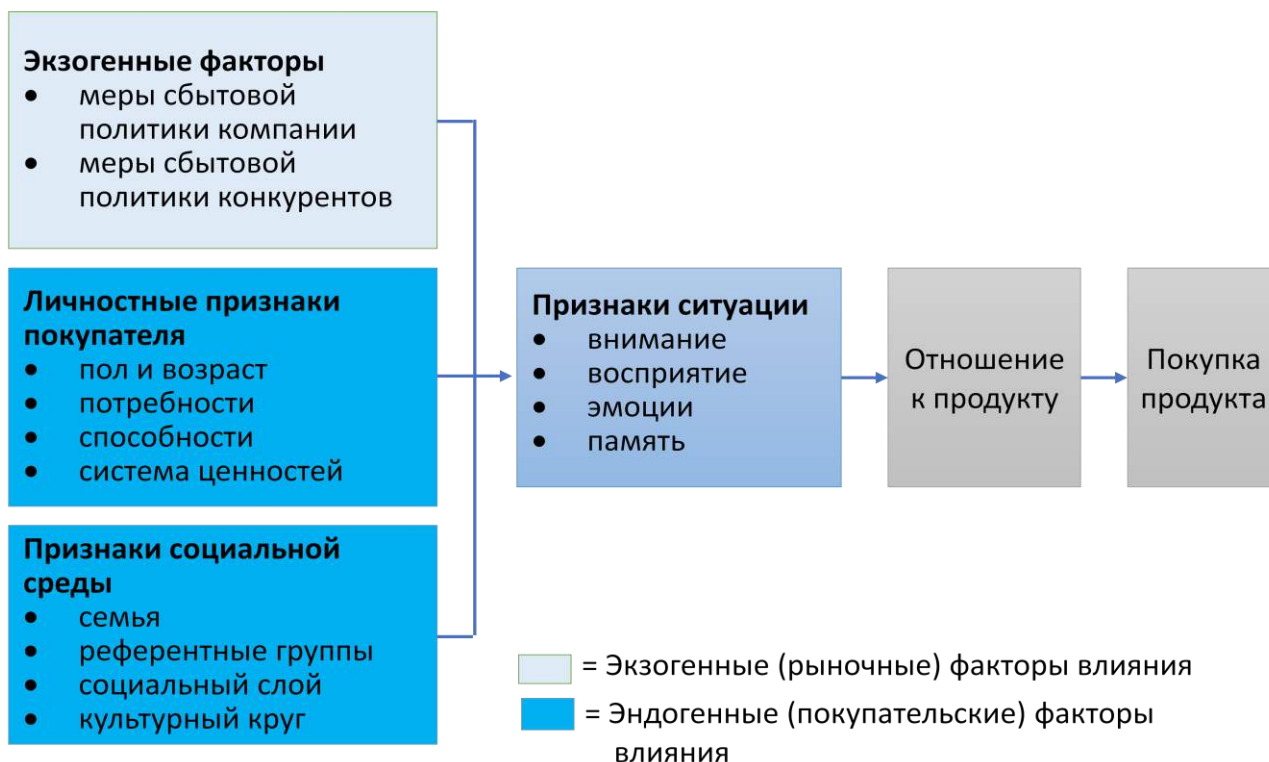 Экзогенные факторы
• меры сбытовой
политики компании
• меры сбытовой
политики конкурентов
Личностные признаки
покупателя
• пол и возраст
• потребности
• способности
• система ценностей
Признаки социальной
среды
• семья
• референтные группы
• социальный слой
• культурный круг
Признаки ситуации
• внимание
• восприятие
• эмоции
• память
Отношение
к продукту
Покупка
продукта
= Экзогенные (рыночные) факторы влияния
= Эндогенные (покупательские) факторы
влияния